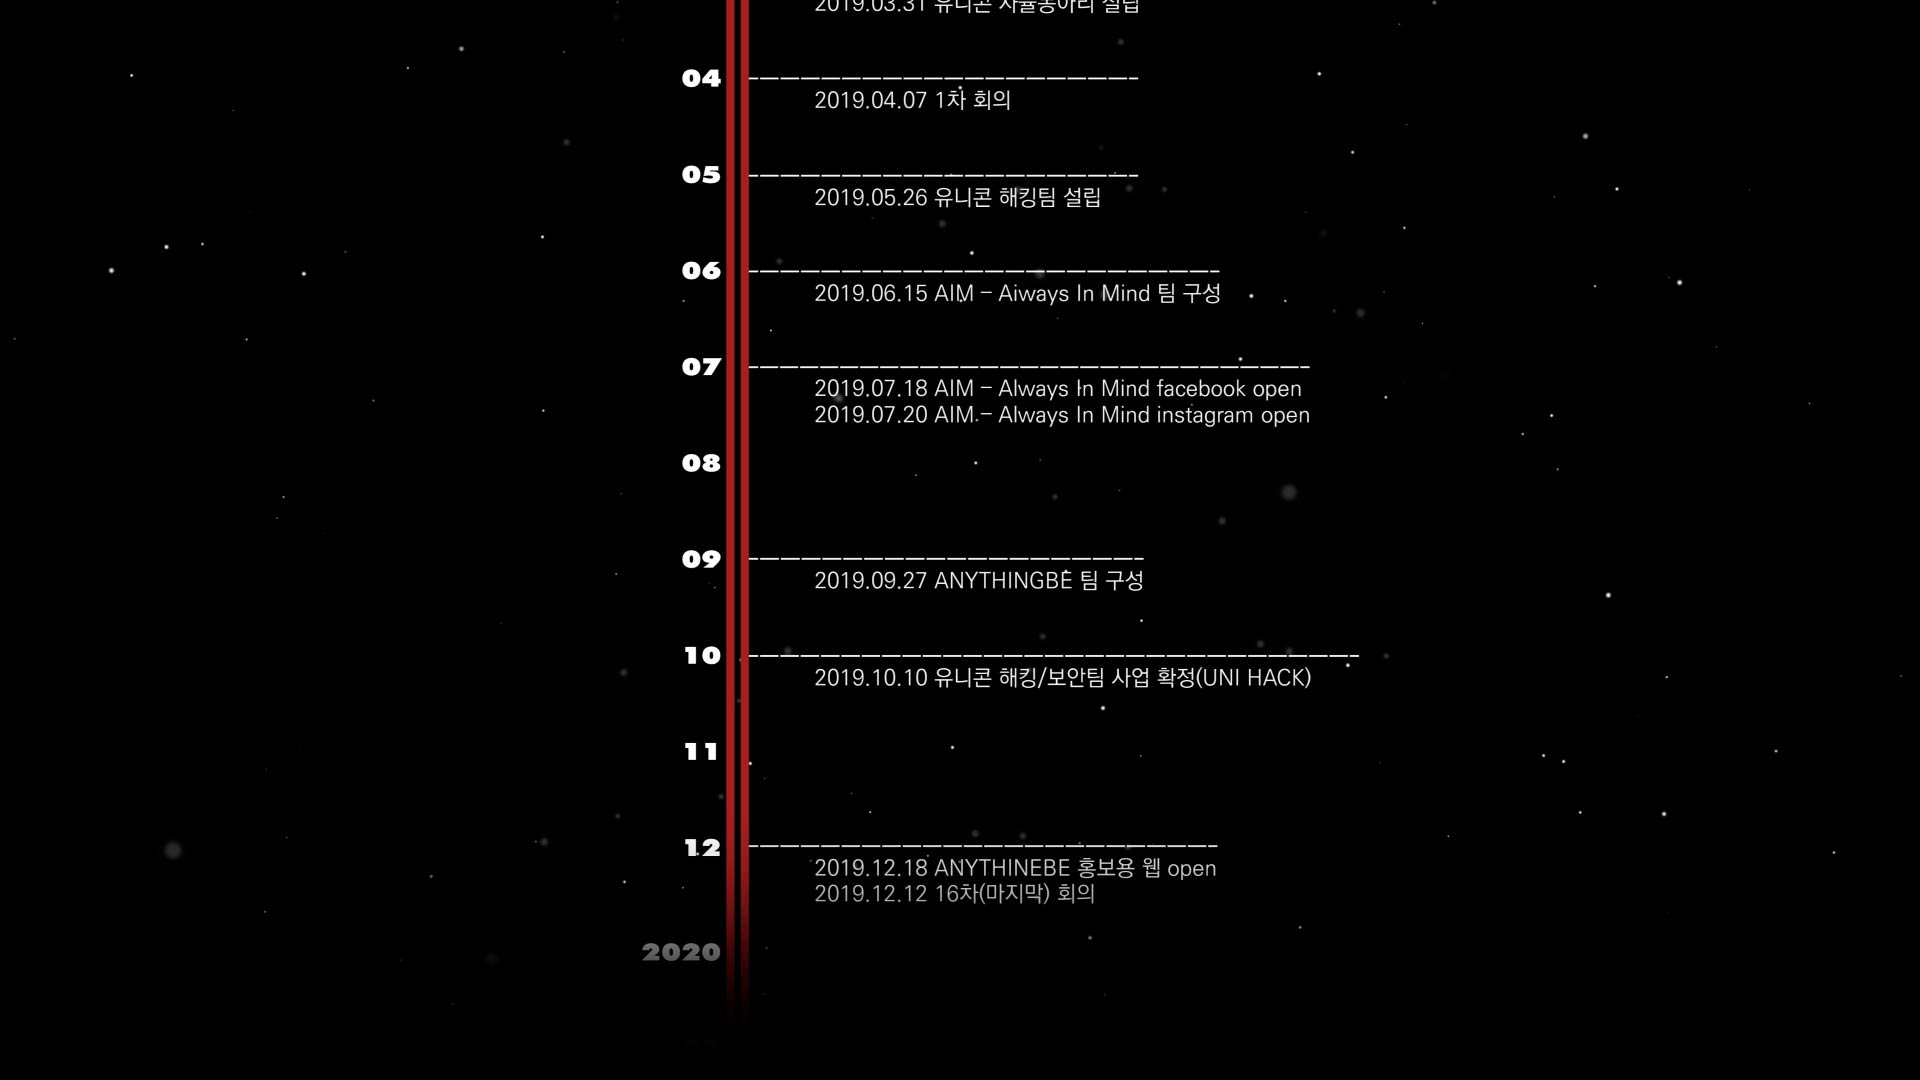 2019.03.31 유니콘 자율동아리 설립
04
2019.04.07 1차 회의
05
2019.05.26 유니콘 해킹팀 설립
06
2019.06.15 AIM - Aiways In Mind 팀 구성
07
2019.07.18 AIM - Always In Mind facebook open
2019.07.20 AIM - Always In Mind instagram open
08
09
2019.09.27 ANYTHINGBE 팀 구성
10
2019.10.10 유니콘 해킹/보안팀 사업 확정(UNI HACK)
11
12
2019.12.18 ANYTHINEBE 홍보용 웹 open
2019.12.12 16차(마지막) 회의
2020